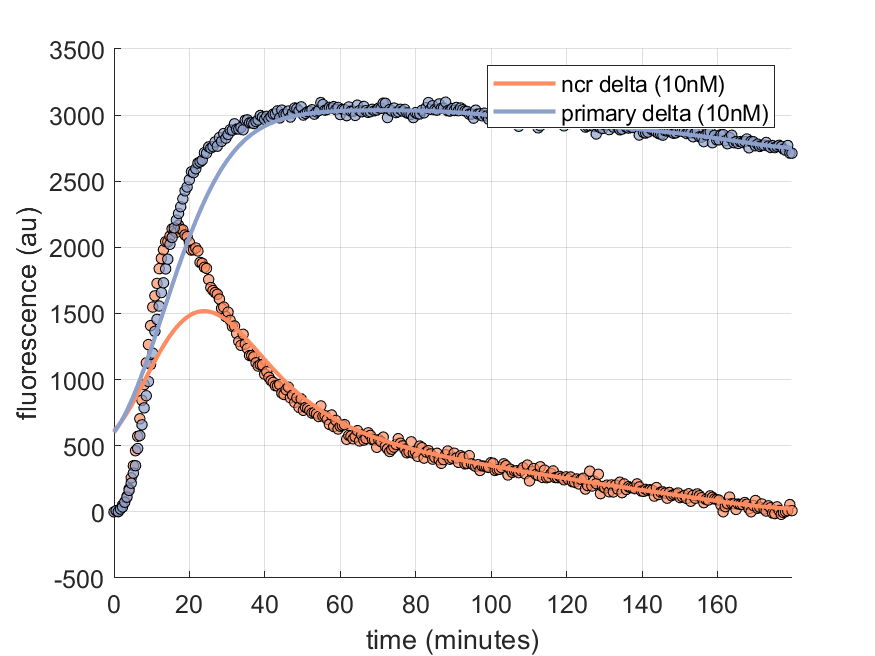 3500
3000
2500
2000
1500
1000
500
0
-500
fluorescence (au)
ncr delta (10nM)
primary delta (10nM)
0 20 40 60 80 100 120 140 160
time (minutes)